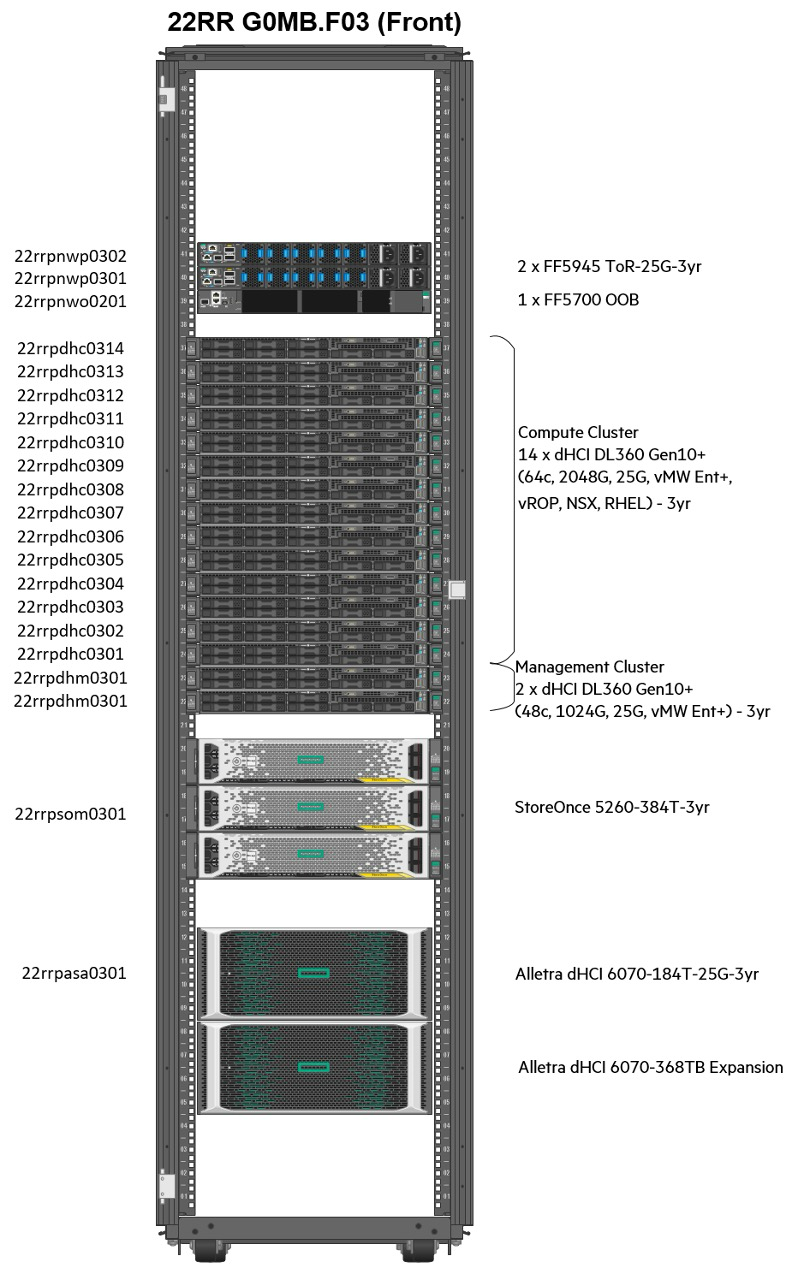 22RR G0MB.F03 (Front)
22rrpnwp0302
22rrpnwp0301
22rrpnwo0201
2 x FF5945 ToR-25G-3yr
1 x FF5700 OOB
22rrpdhc0314
22rrpdhc0313
22rrpdhc0312
22rrpdhc0311
22rrpdhc0310
22rrpdhc0309
22rrpdhc0308
22rrpdhc0307
22rrpdhc0306
22rrpdhc0305
22rrpdhc0304
22rrpdhc0303
22rrpdhc0302
22rrpdhc0301
22rrpdhm0301
22rrpdhm0301
Compute Cluster
14 x dHCI DL360 Gen10+
(64c, 2048G, 25G, vMW Ent+,
vROP, NSX, RHEL) - 3yr
Management Cluster
2 x dHCI DL360 Gen10+
(48c, 1024G, 25G, vMW Ent+) - 3yr
22rrpsom0301
StoreOnce 5260-384T-3yr
22rrpasa0301
Alletra dHCI 6070-184T-25G-3yr
Alletra dHCI 6070-368TB Expansion